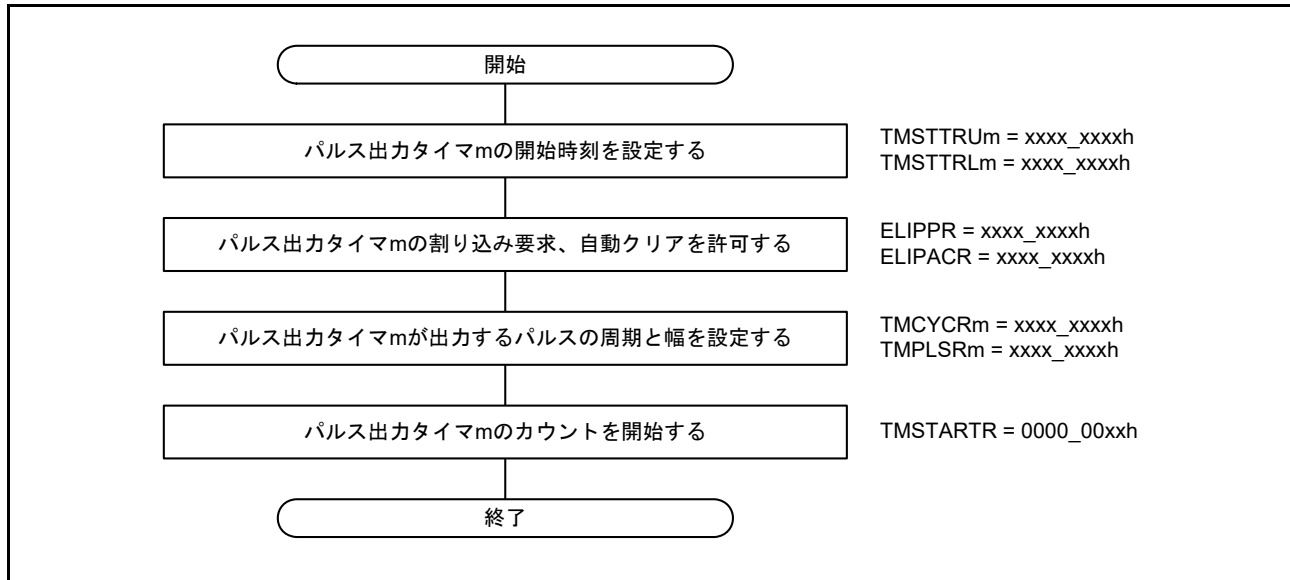 開始
パルス出力タイマmの開始時刻を設定する
TMSTTRUm = xxxx_xxxxh
TMSTTRLm = xxxx_xxxxh
パルス出力タイマmの割り込み要求、自動クリアを許可する
ELIPPR = xxxx_xxxxh
ELIPACR = xxxx_xxxxh
パルス出力タイマmが出力するパルスの周期と幅を設定する
TMCYCRm = xxxx_xxxxh
TMPLSRm = xxxx_xxxxh
パルス出力タイマmのカウントを開始する
TMSTARTR = 0000_00xxh
終了